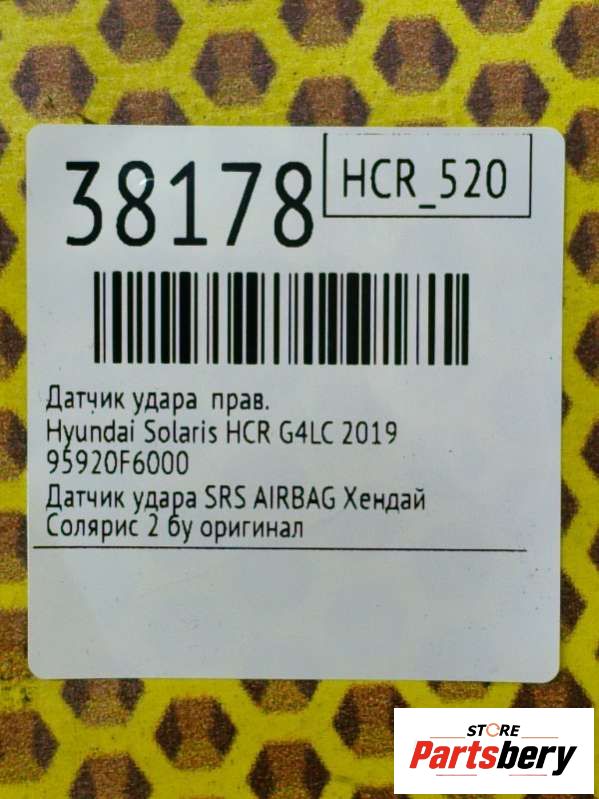 38178
HCR_520
Датчик удара прав.
Hyundai Solaris HCR G4LC 2019
95920F6000
Датчик удара SRS AIRBAG Хендай
Солярис 2 бу оригинал
STORE
Partsbery